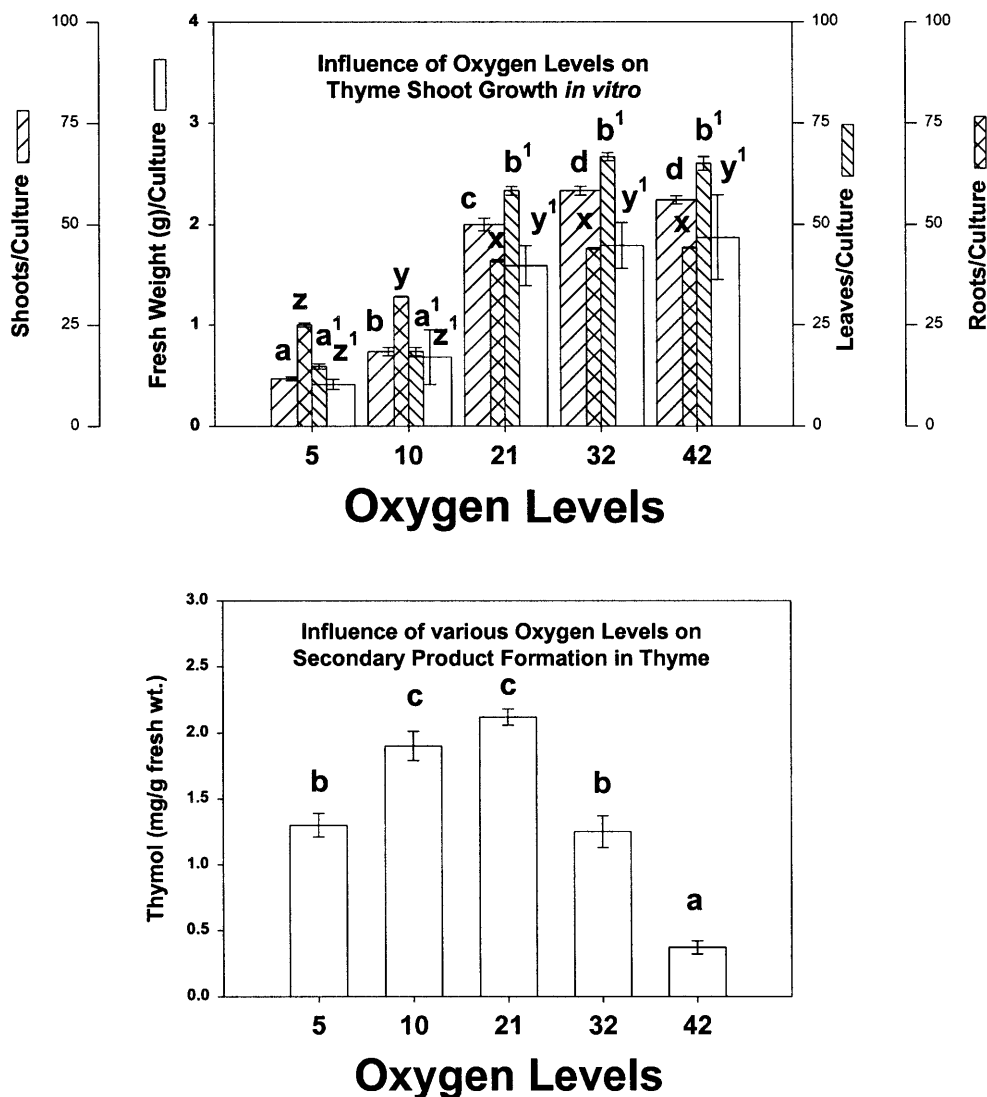 Influence of Oxygen Levels on
Thyme Shoot Growth in vitro
Shoots/Culture
100
75
50
25
0
Fresh Weight (g)/Culture
4
3
2
1
0
Leaves/Culture
100
75
50
25
0
Roots/Culture
100
75
50
25
0
a z a¹ z¹
b y a¹ z¹
c x b¹ y¹
d x b¹ y¹
d x b¹ y¹
5 10 21 32 42
Oxygen Levels
Influence of various Oxygen Levels on
Secondary Product Formation in Thyme
Thymol (mg/g fresh wt.)
3.0
2.5
2.0
1.5
1.0
0.5
0.0
b c c b a
5 10 21 32 42
Oxygen Levels